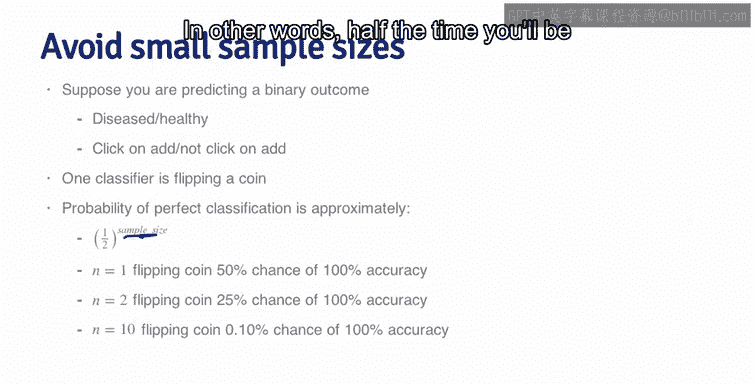 In other words, half the time you'll be
Avoid small sample sizes
· Suppose you are predicting a binary outcome
- Diseased/healthy
- Click on add/not click on add
· One classifier is flipping a coin
· Probability of perfect classification is approximately:
- (1/2)^sample size
- n = 1 flipping coin 50% chance of 100% accuracy
- n = 2 flipping coin 25% chance of 100% accuracy
- n = 10 flipping coin 0.10% chance of 100% accuracy